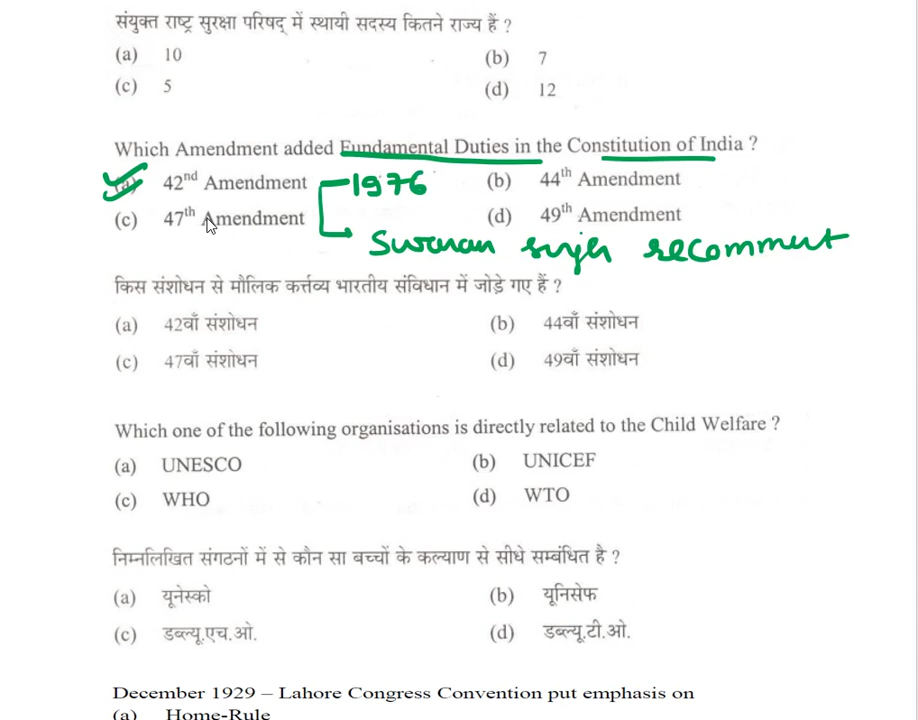 संयुक्त राष्ट्र सुरक्षा परिषद् में स्थायी सदस्य कितने राज्य हैं ?
(a) 10 (b) 7
(c) 5 (d) 12
Which Amendment added Fundamental Duties in the Constitution of India ?
(a) 42nd Amendment 1976 (b) 44th Amendment
(c) 47th Amendment (d) 49th Amendment
Swaran singh recomment
किस संशोधन से मौलिक कर्त्तव्य भारतीय संविधान में जोड़े गए हैं ?
(a) 42वाँ संशोधन (b) 44वाँ संशोधन
(c) 47वाँ संशोधन (d) 49वाँ संशोधन
Which one of the following organisations is directly related to the Child Welfare ?
(a) UNESCO (b) UNICEF
(c) WHO (d) WTO
निम्नलिखित संगठनों में से कौन सा बच्चों के कल्याण से सीधे सम्बंधित है ?
(a) यूनेस्को (b) यूनिसेफ
(c) डब्ल्यू.एच.ओ. (d) डब्ल्यू.टी.ओ.
December 1929 – Lahore Congress Convention put emphasis on
(a) Home-Rule